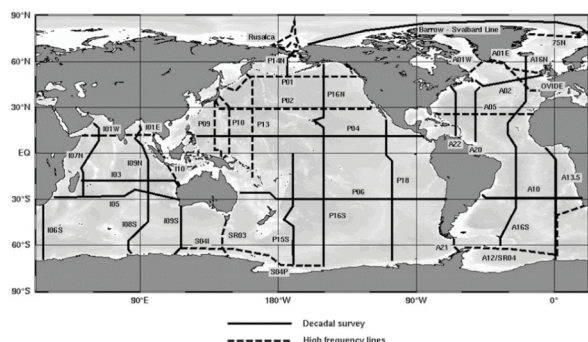 90°N
Rusalca
Barrow - Svalbard Line
75N
P14N
A01W
A01E
A16N
60°N
P01
P16N
A02
OVIDE
30°N
P02
A05
I01W
I01E
P09
P10
P13
P04
A22
A20
EQ
I07N
I09N
I10
I03
P18
A13.5
P06
A10
30°S
I05
I06S
I08S
I09S
P16S
A16S
S04I
SR03
P15S
A21
60°S
S04P
A12/SR04
90°S
90°E
180°W
90°W
0°
Decadal survey
High frequency lines